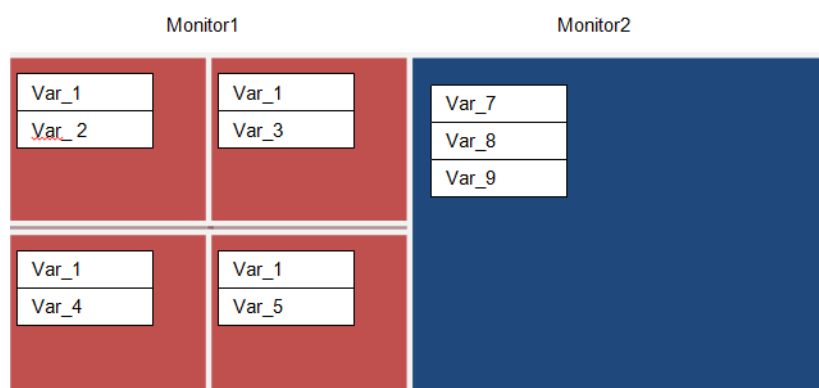 Monitor1
Monitor2
Var_1
Var_ 2
Var_1
Var_3
Var_7
Var_8
Var_9
Var_1
Var_4
Var_1
Var_5